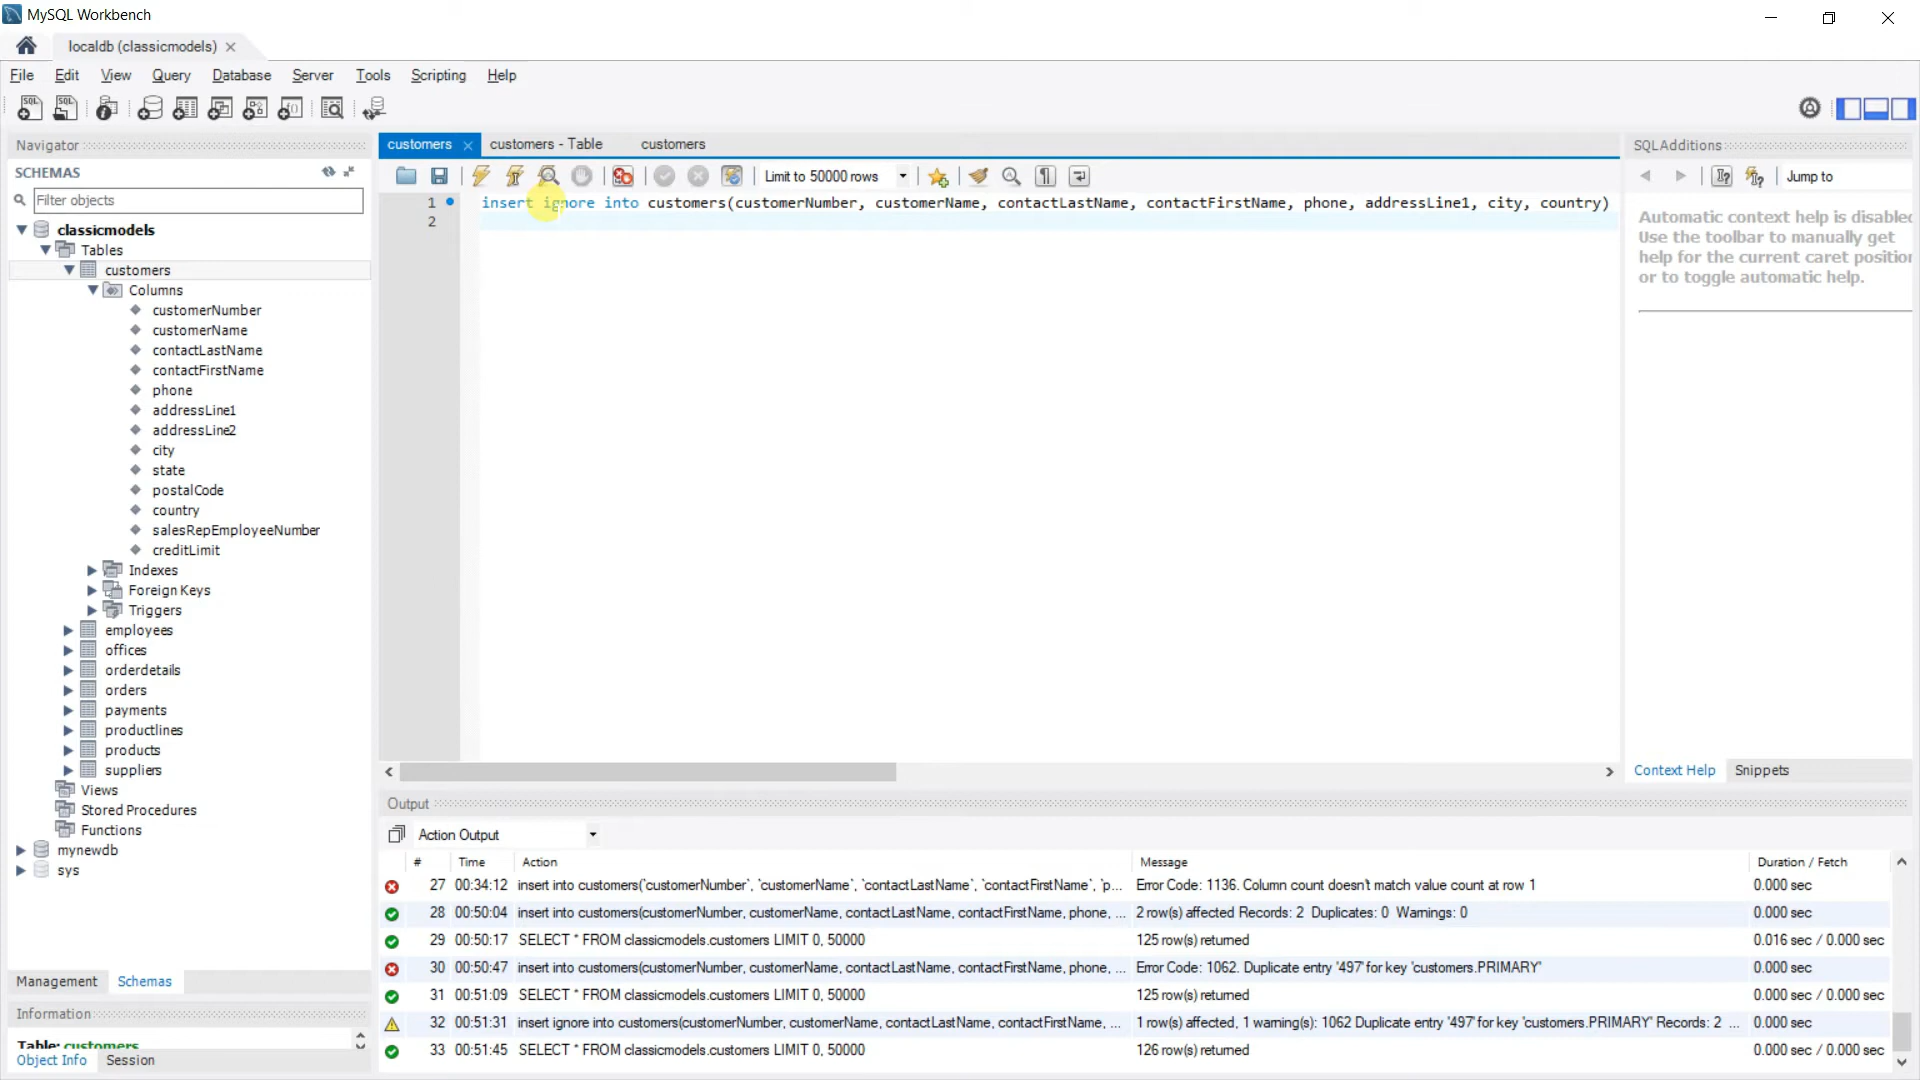 MySQL Workbench
localdb (classicmodels)
File Edit View Query Database Server Tools Scripting Help
Navigator
SCHEMAS
Filter objects
classicmodels
Tables
customers
Columns
customerNumber
customerName
contactLastName
contactFirstName
phone
addressLine1
addressLine2
city
state
postalCode
country
salesRepEmployeeNumber
creditLimit
Indexes
Foreign Keys
Triggers
employees
offices
orderdetails
orders
payments
productlines
products
suppliers
Views
Stored Procedures
Functions
mynewdb
sys
Management Schemas
Information
Table: customers
Object Info Session
customers customers - Table customers
Limit to 50000 rows
1 insert ignore into customers(customerNumber, customerName, contactLastName, contactFirstName, phone, addressLine1, city, country)
2
SQLAdditions
Jump to
Automatic context help is disabled
Use the toolbar to manually get
help for the current caret position
or to toggle automatic help.
Context Help Snippets
Output
Action Output
# Time Action Message Duration / Fetch
27 00:34:12 insert into customers(`customerNumber`, `customerName`, `contactLastName`, `contactFirstName`, `p... Error Code: 1136. Column count doesn't match value count at row 1 0.000 sec
28 00:50:04 insert into customers(customerNumber, customerName, contactLastName, contactFirstName, phone, ... 2 row(s) affected Records: 2 Duplicates: 0 Warnings: 0 0.000 sec
29 00:50:17 SELECT * FROM classicmodels.customers LIMIT 0, 50000 125 row(s) returned 0.016 sec / 0.000 sec
30 00:50:47 insert into customers(customerNumber, customerName, contactLastName, contactFirstName, phone, ... Error Code: 1062. Duplicate entry '497' for key 'customers.PRIMARY' 0.000 sec
31 00:51:09 SELECT * FROM classicmodels.customers LIMIT 0, 50000 125 row(s) returned 0.000 sec / 0.000 sec
32 00:51:31 insert ignore into customers(customerNumber, customerName, contactLastName, contactFirstName, ... 1 row(s) affected, 1 warning(s): 1062 Duplicate entry '497' for key 'customers.PRIMARY' Records: 2 ... 0.000 sec
33 00:51:45 SELECT * FROM classicmodels.customers LIMIT 0, 50000 126 row(s) returned 0.000 sec / 0.000 sec